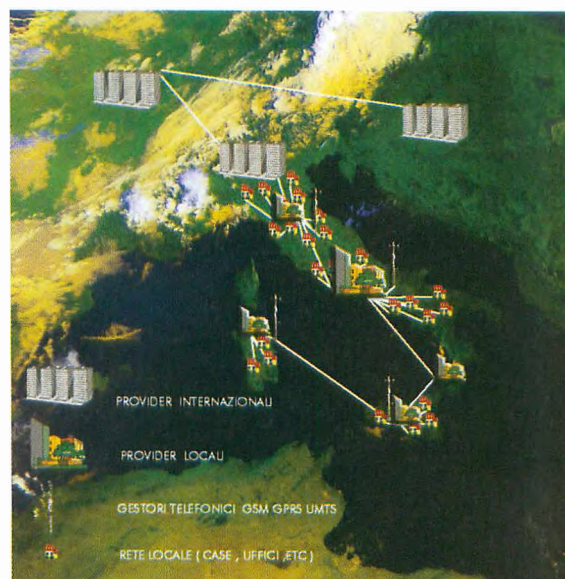 PROVIDER INTERNAZIONALI
PROVIDER LOCALI
GESTORI TELEFONICI GSM GPRS UMTS
RETE LOCALE ( CASE , UFFICI ,ETC )